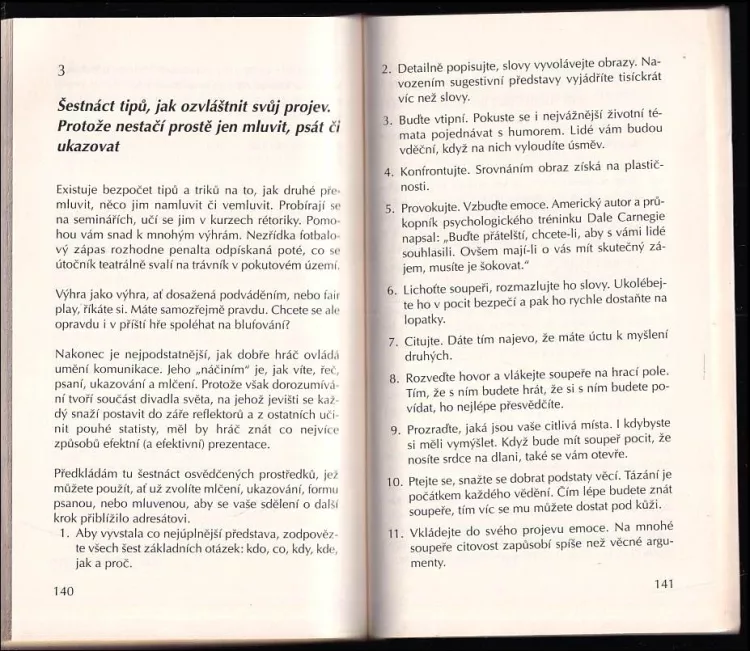 3
Šestnáct tipů, jak ozvláštnit svůj projev.
Protože nestačí prostě jen mluvit, psát či
ukazovat
Existuje bezpočet tipů a triků na to, jak druhé pře-
mluvit, něco jim namluvit či vemluvit. Probírají se
na seminářích, učí se jim v kurzech rétoriky. Pomo-
hou vám snad k mnohým výhrám. Nezřídka fotbalo-
vý zápas rozhodne penalta odpískaná poté, co se
útočník teatrálně svalí na trávník v pokutovém území.
Výhra jako výhra, ať dosažená podváděním, nebo fair
play, říkáte si. Máte samozřejmě pravdu. Chcete se ale
opravdu i v příští hře spoléhat na blufování?
Nakonec je nejpodstatnější, jak dobře hráč ovládá
umění komunikace. Jeho „náčiním" je, jak víte, řeč,
psaní, ukazování a mlčení. Protože však dorozumívá-
ní tvoří součást divadla světa, na jehož jevišti se kaž-
dý snaží postavit do záře reflektorů a z ostatních uči-
nit pouhé statisty, měl by hráč znát co nejvíce
způsobů efektní (a efektivní) prezentace.
Předkládám tu šestnáct osvědčených prostředků, jež
můžete použít, ať už zvolíte mlčení, ukazování, formu
psanou, nebo mluvenou, aby se vaše sdělení o další
krok přiblížilo adresátovi.
1. Aby vyvstala co nejúplnější představa, zodpověz-
te všech šest základních otázek: kdo, co, kdy, kde,
jak a proč.
140
2. Detailně popisujte, slovy vyvolávejte obrazy. Na-
vozením sugestivní představy vyjádříte tisíckrát
víc než slovy.
3. Buďte vtipní. Pokuste se i nejvážnější životní té-
mata pojednávat s humorem. Lidé vám budou
vděční, když na nich vyloudíte úsměv.
4. Konfrontujte. Srovnáním obraz získá na plastič-
nosti.
5. Provokujte. Vzbuďte emoce. Americký autor a prů-
kopník psychologického tréninku Dale Carnegie
napsal: „Buďte přátelští, chcete-li, aby s vámi lidé
souhlasili. Ovšem mají-li o vás mít skutečný zá-
jem, musíte je šokovat."
6. Lichoťte soupeři, rozmazlujte ho slovy. Ukolébej-
te ho v pocit bezpečí a pak ho rychle dostaňte na
lopatky.
7. Citujte. Dáte tím najevo, že máte úctu k myšlení
druhých.
8. Rozveďte hovor a vlákejte soupeře na hrací pole.
Tím, že s ním budete hrát, že si s ním budete po-
vídat, ho nejlépe přesvědčíte.
9. Prozraďte, jaká jsou vaše citlivá místa. I kdybyste
si měli vymýšlet. Když bude mít soupeř pocit, že
nosíte srdce na dlani, také se vám otevře.
10. Ptejte se, snažte se dobrat podstaty věcí. Tázání je
počátkem každého vědění. Čím lépe budete znát
soupeře, tím víc se mu můžete dostat pod kůži.
11. Vkládejte do svého projevu emoce. Na mnohé
soupeře citovost zapůsobí spíše než věcné argu-
menty.
141